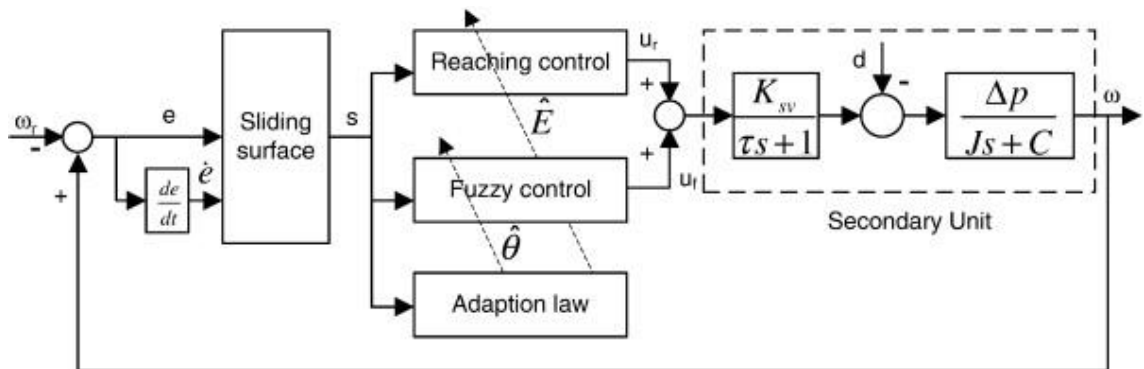 ω_r
-
+
e
de
dt
ė
Sliding
surface
s
Reaching control
Fuzzy control
Adaption law
Ê
θ̂
u_r
+
+
u_f
K_sv
τs+1
d
-
Δp
Js+C
ω
Secondary Unit